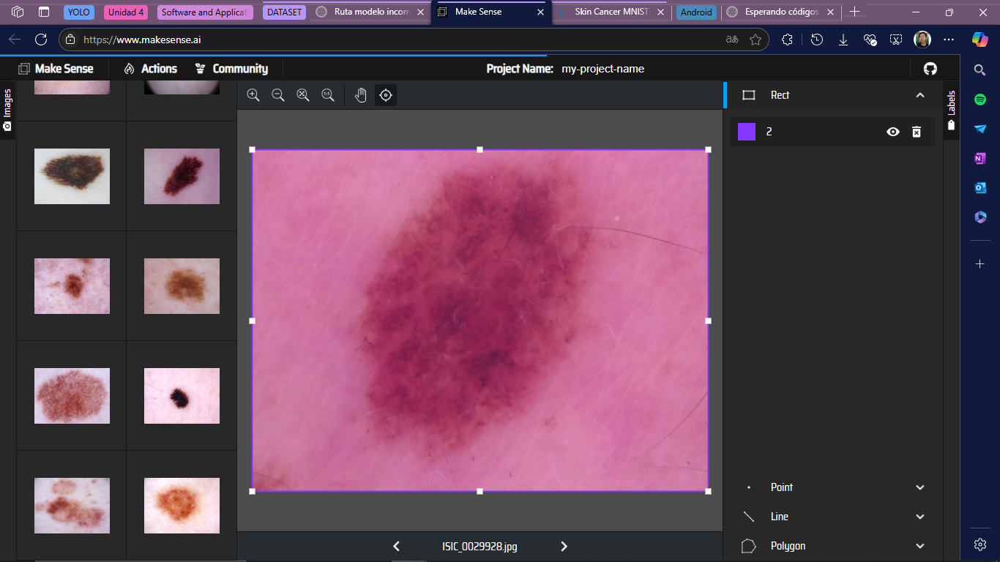 YOLO
Unidad 4
Software and Applicat
DATASET
Ruta modelo incorr
Make Sense
Skin Cancer MNIST:
Android
Esperando códigos
https://www.makesense.ai
Make Sense
Actions
Community
Project Name: my-project-name
Images
1:1
Rect
Labels
2
Point
Line
Polygon
ISIC_0029928.jpg